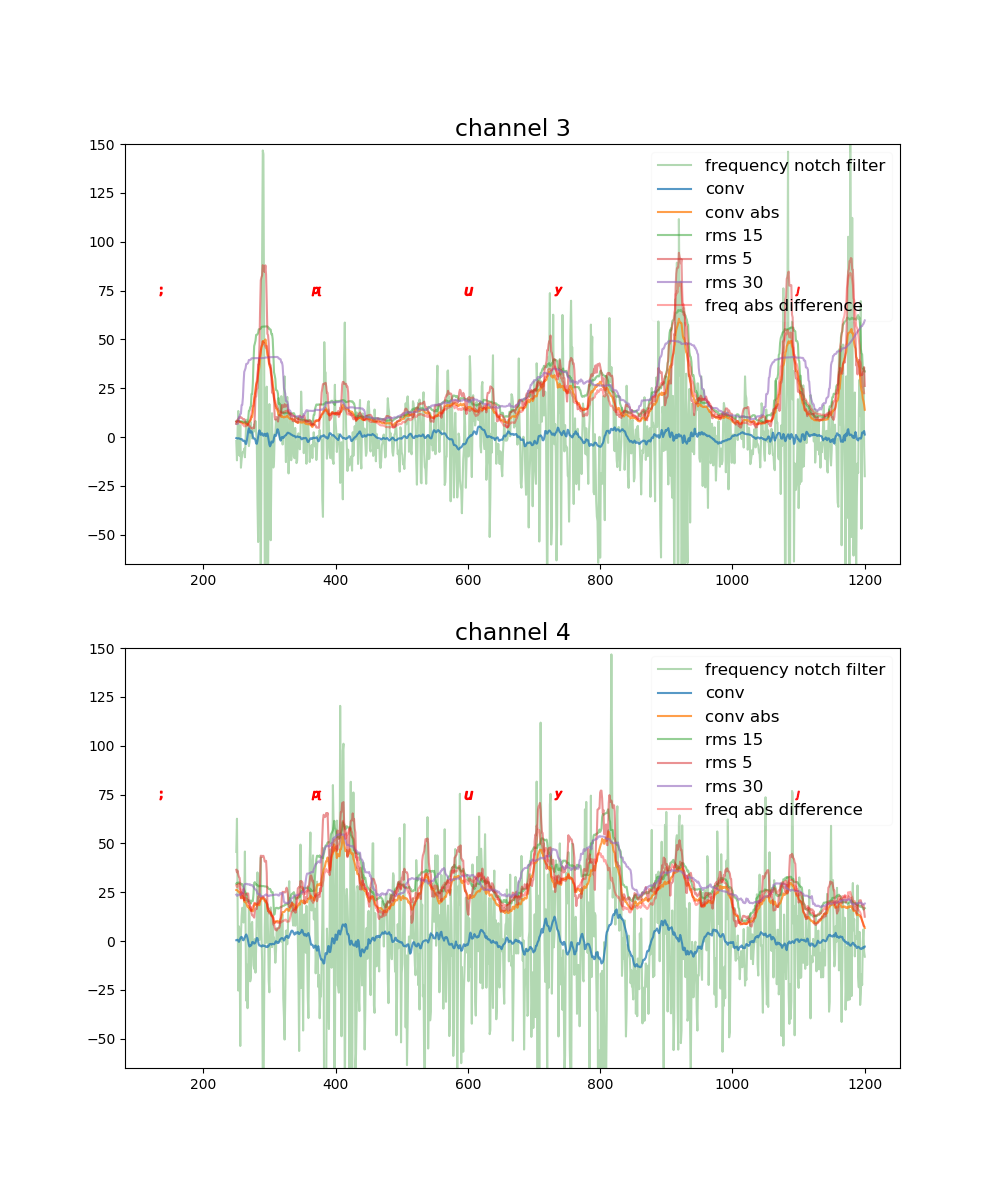 channel 3
150
125
100
75
50
25
0
−25
−50
frequency notch filter
conv
conv abs
rms 15
rms 5
rms 30
freq abs difference
; u y
200 400 600 800 1000 1200
channel 4
150
125
100
75
50
25
0
−25
−50
frequency notch filter
conv
conv abs
rms 15
rms 5
rms 30
freq abs difference
; u y
200 400 600 800 1000 1200